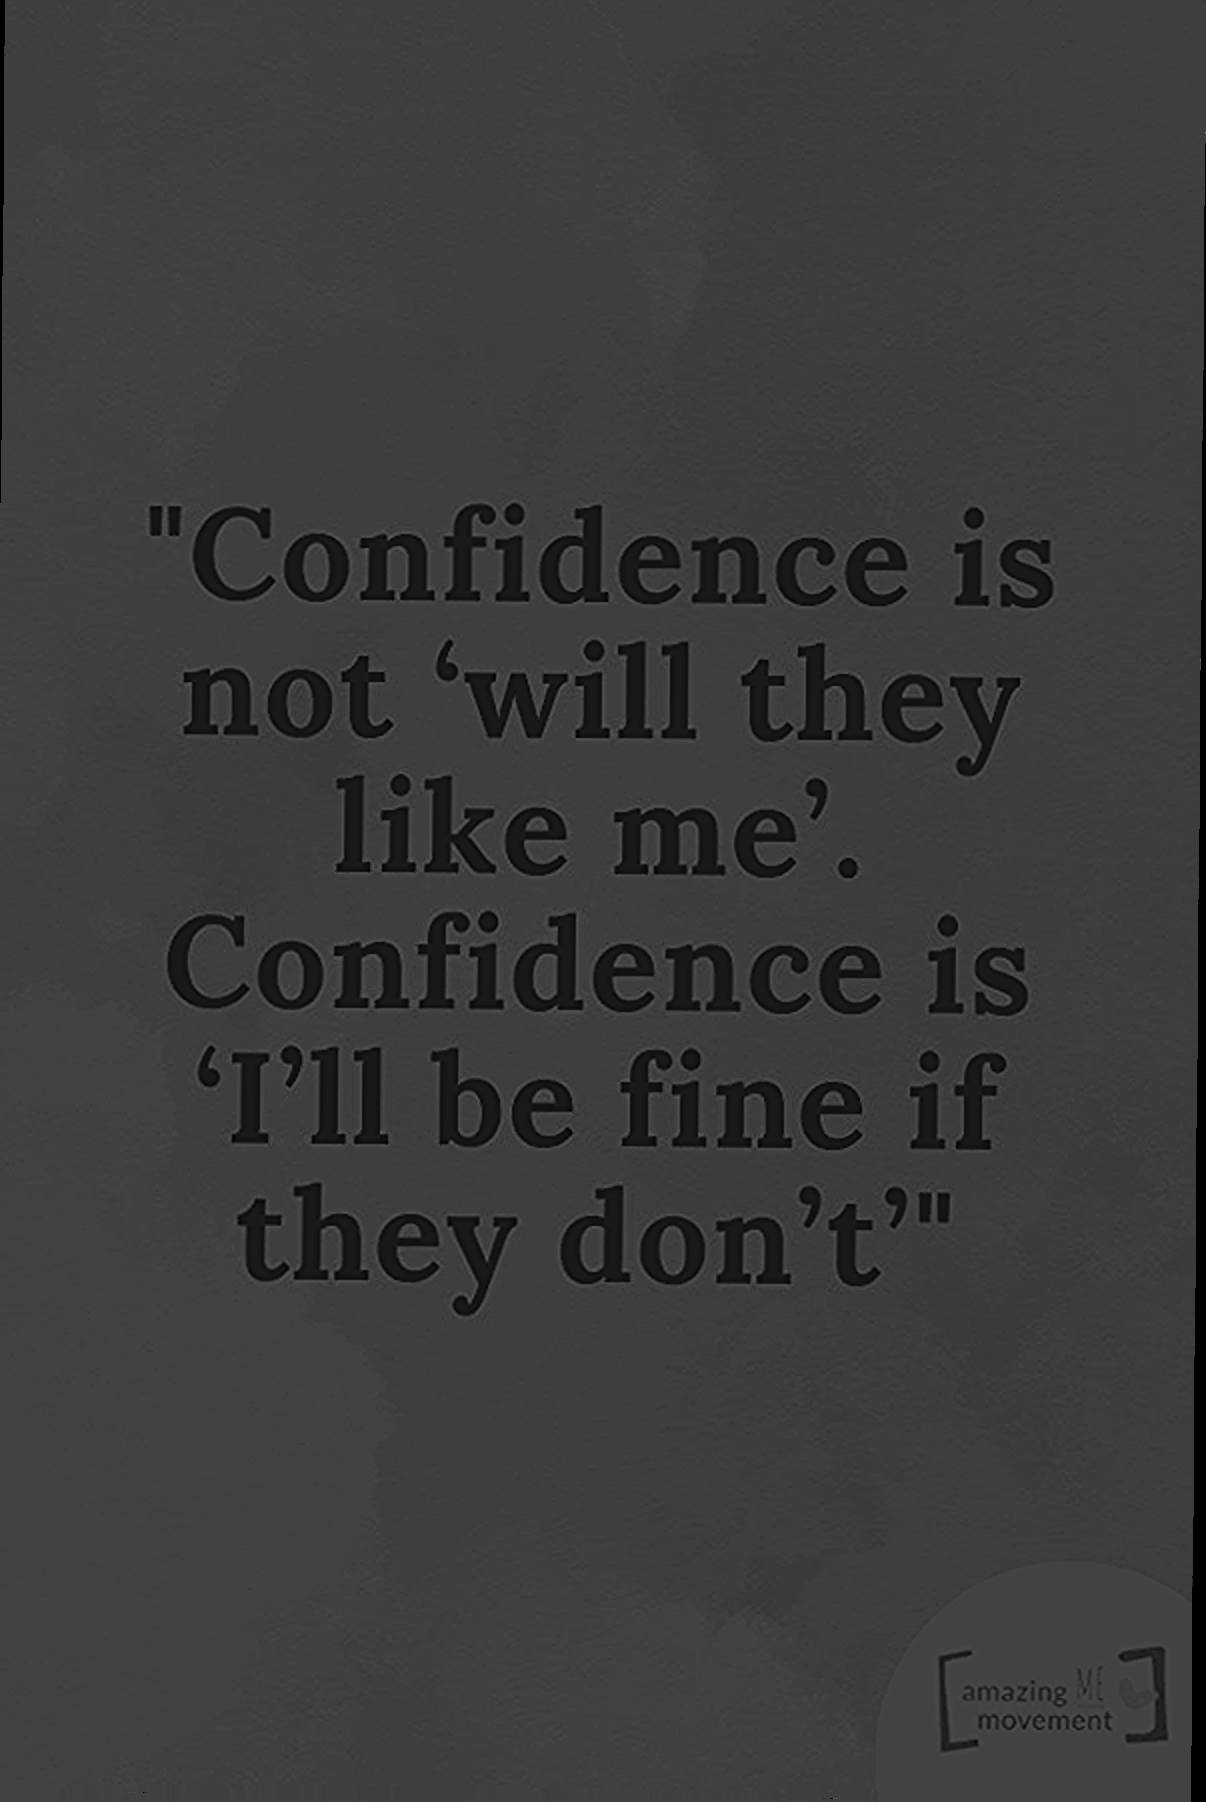 "Confidence is
not ‘will they
like me’.
Confidence is
‘I’ll be fine if
they don’t’"
amazing ME
movement